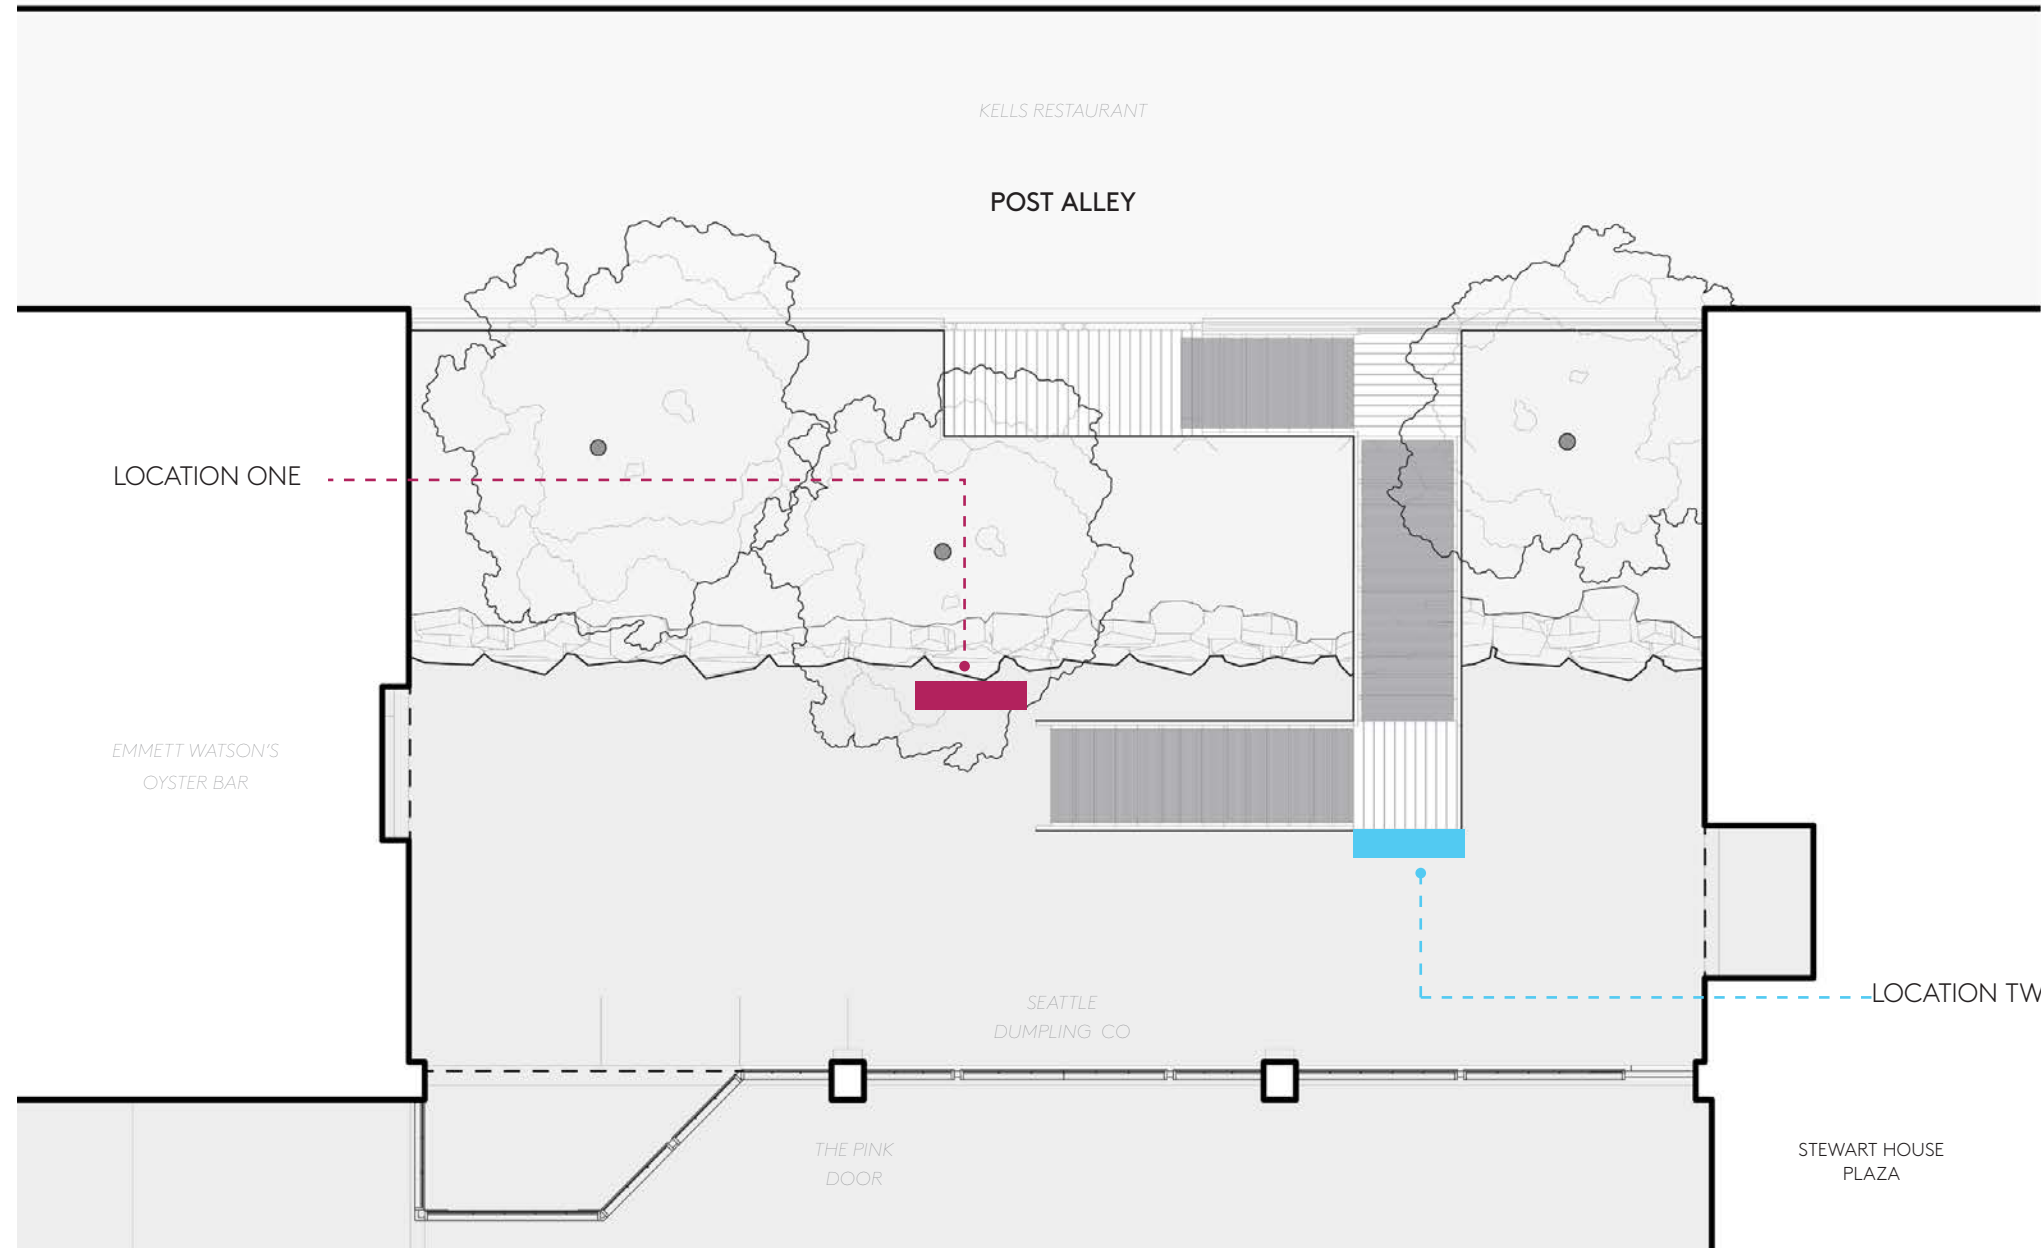 KELLS RESTAURANT
POST ALLEY
LOCATION ONE
EMMETT WATSON'S
OYSTER BAR
SEATTLE
DUMPLING CO
LOCATION TW
THE PINK
DOOR
STEWART HOUSE
PLAZA